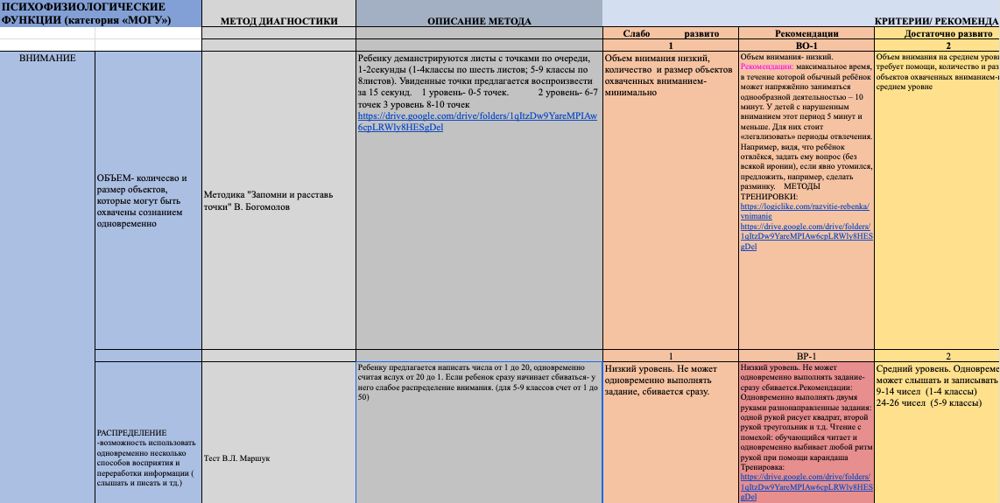 ПСИХОФИЗИОЛОГИЧЕСКИЕ
ФУНКЦИИ (категория «МОГУ»)
МЕТОД ДИАГНОСТИКИ
ОПИСАНИЕ МЕТОДА
КРИТЕРИИ/ РЕКОМЕНДА
Слабо развито
Рекомендации
Достаточно развито
1
ВО-1
2
ВНИМАНИЕ
ОБЪЕМ- количесво и
размер объектов,
которые могут быть
охвачены сознанием
одновременно
Методика "Запомни и расставь
точки" В. Богомолов
Ребенку деманстрируются листы с точками по очереди,
1-2секунды (1-4классы по шесть листов; 5-9 классы по
8листов). Увиденные точки предлагается воспроизвести
за 15 секунд. 1 уровень- 0-5 точек. 2 уровень- 6-7
точек 3 уровень 8-10 точек
https://drive.google.com/drive/folders/1qItzDw9YareMPIAw
6cpLRWly8HESgDel
Объем внимания низкий,
количество и размер объектов
охваченных вниманием-
минимально
Объем внимания- низкий.
Рекомендации: максимальное время,
в течение которой обычный ребёнок
может напряжённо заниматься
однообразной деятельностью – 10
минут. У детей с нарушенным
вниманием этот период 5 минут и
меньше. Для них стоит
«легализовать» периоды отвлечения.
Например, видя, что ребёнок
отвлёкся, задать ему вопрос (без
всякой иронии), если явно утомился,
предложить, например, сделать
разминку. МЕТОДЫ
ТРЕНИРОВКИ:
https://logiclike.com/razvitie-rebenka/
vnimanie
https://drive.google.com/drive/folders/
1qItzDw9YareMPIAw6cpLRWly8HES
gDel
Объем внимания на среднем уровн
требует помощи, количество и раз
объектов охваченных вниманием-н
среднем уровне
1
ВР-1
2
РАСПРЕДЕЛЕНИЕ
-возможность использовать
одновременно несколько
способов восприятия и
переработки информации (
слышать и писать и тд.)
Тест В.Л. Маршук
Ребенку предлагается написать числа от 1 до 20, одновременно
считая вслух от 20 до 1. Если ребенок сразу начинает сбиваться- у
него слабое распределение внимания. (для 5-9 классов счет от 1 до
50)
Низкий уровень. Не может
одновременно выполнять
задание, сбивается сразу.
Низкий уровень. Не может
одновременно выполнять задание-
сразу сбивается.Рекомендации:
Одновременно выполнять двумя
руками разнонаправленные задания:
одной рукой рисует квадрат, второй
рукой треугольник и т.д. Чтение с
помехой: обучающийся читает и
одновременно выбивает любой ритм
рукой при помощи карандаша
Тренировка:
https://drive.google.com/drive/folders/
1qItzDw9YareMPIAw6cpLRWly8HES
gDel
Средний уровень. Одновреме
может слышать и записывать
9-14 чисел (1-4 классы)
24-26 чисел (5-9 классы)